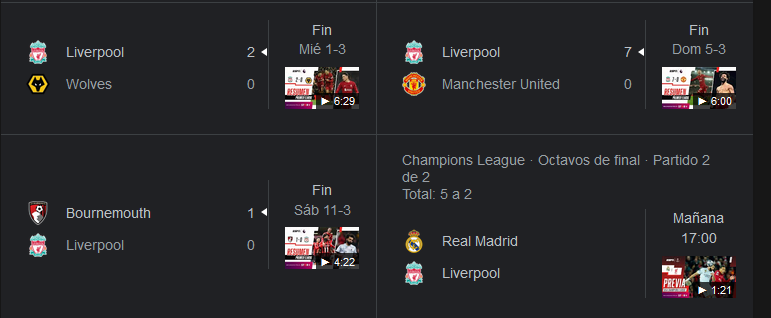 Fin
Mié 1-3
Liverpool 2
Wolves 0
RESUMEN
6:29
Fin
Dom 5-3
Liverpool 7
Manchester United 0
RESUMEN
6:00
Fin
Sáb 11-3
Bournemouth 1
Liverpool 0
RESUMEN
4:22
Champions League · Octavos de final · Partido 2
de 2
Total: 5 a 2
Mañana
17:00
Real Madrid
Liverpool
PREVIA
1:21